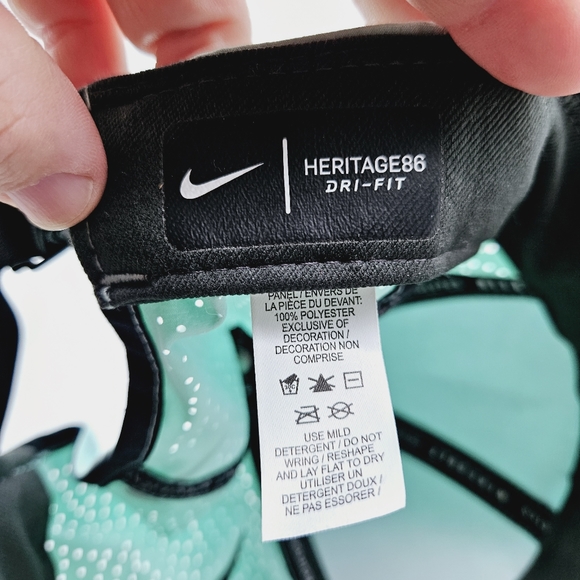 HERITAGE86
DRI-FIT
PANEL / ENVERS DE
LA PIÈCE DU DEVANT:
100% POLYESTER
EXCLUSIVE OF
DECORATION /
DECORATION NON
COMPRISE
USE MILD
DETERGENT / DO NOT
WRING / RESHAPE
AND LAY FLAT TO DRY
UTILISER UN
DETERGENT DOUX /
NE PAS ESSORER /